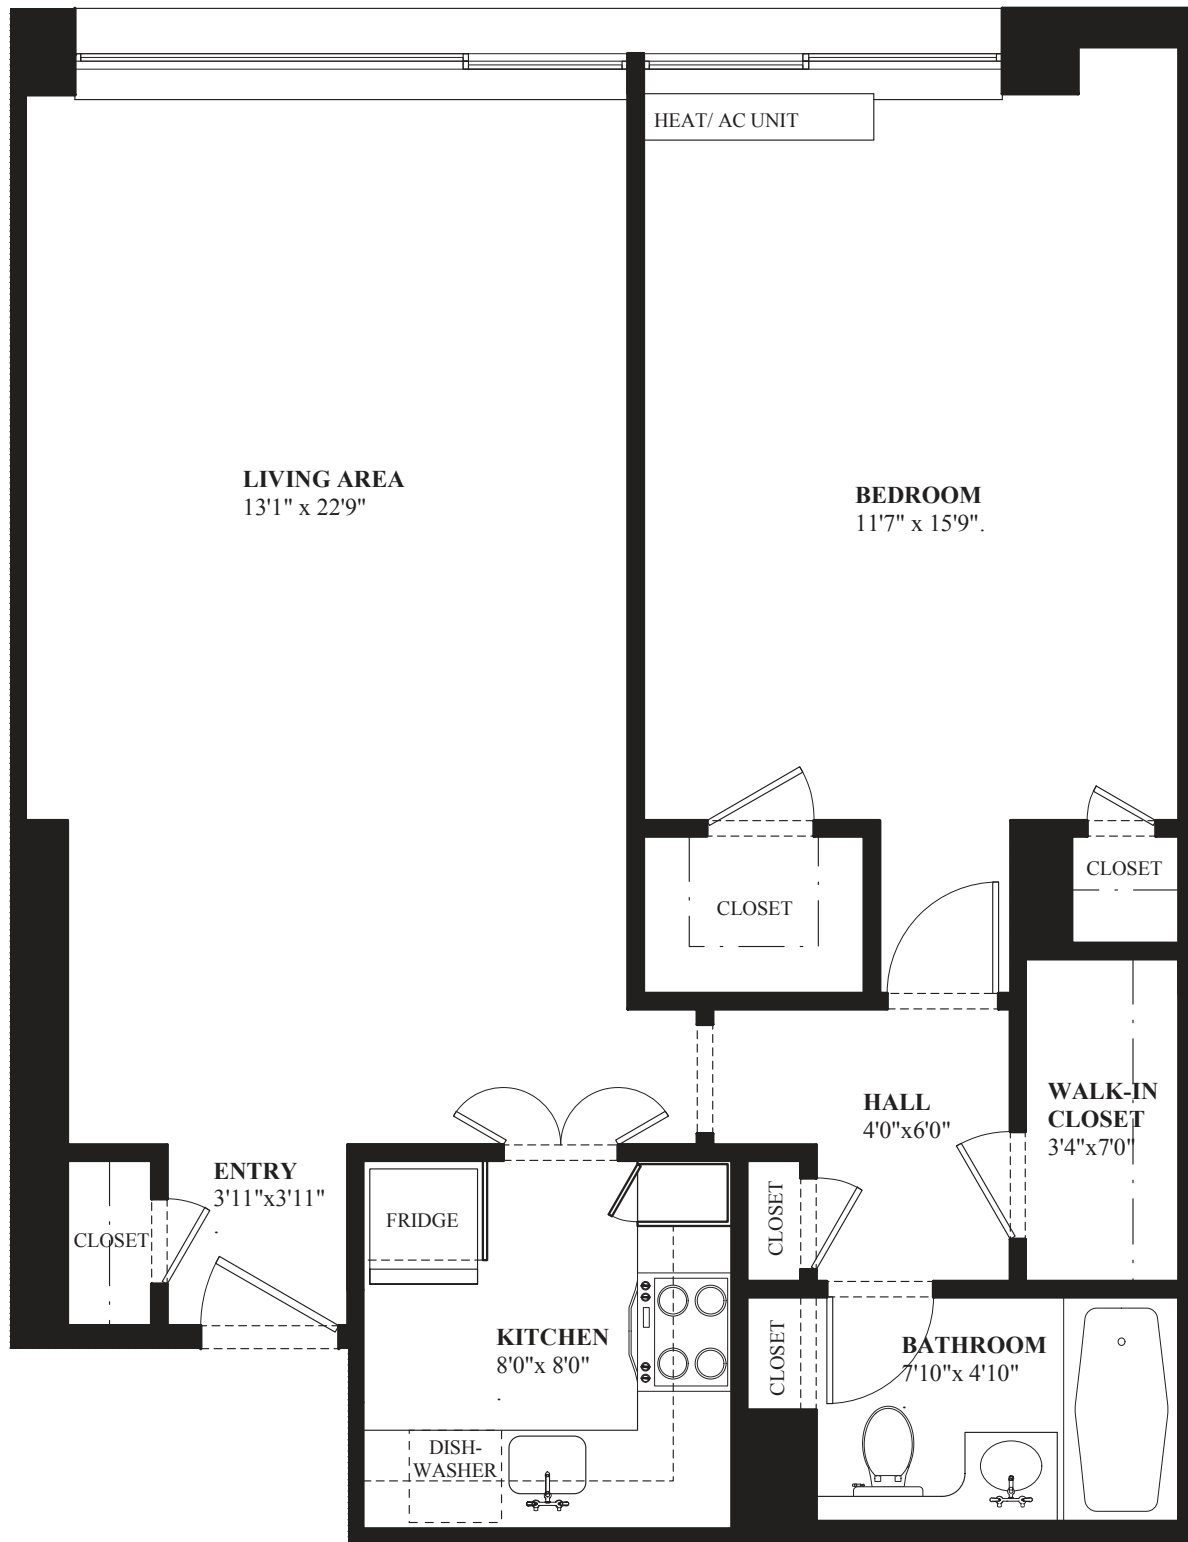 HEAT/ AC UNIT
LIVING AREA
13'1" x 22'9"
BEDROOM
11'7" x 15'9".
CLOSET
CLOSET
HALL
4'0"x6'0"
WALK-IN
CLOSET
3'4"x7'0"
ENTRY
3'11"x3'11"
CLOSET
FRIDGE
CLOSET
KITCHEN
8'0"x 8'0"
CLOSET
BATHROOM
7'10"x 4'10"
DISH-
WASHER